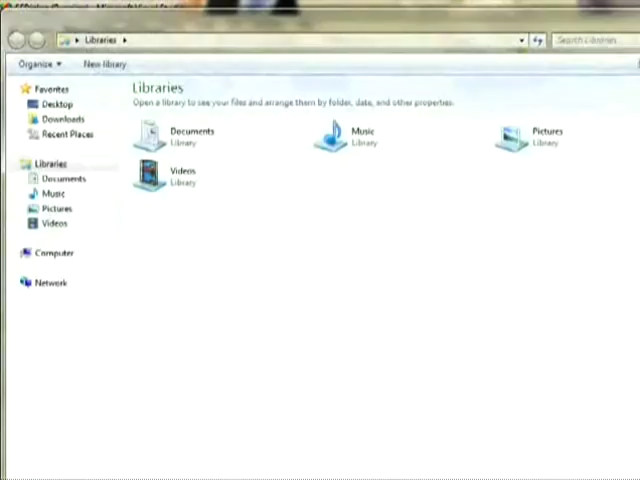 Libraries
Search Libraries
Organize
New library
Favorites
Desktop
Downloads
Recent Places
Libraries
Documents
Music
Pictures
Videos
Computer
Network
Libraries
Open a library to see your files and arrange them by folder, date, and other properties.
Documents
Library
Music
Library
Pictures
Library
Videos
Library